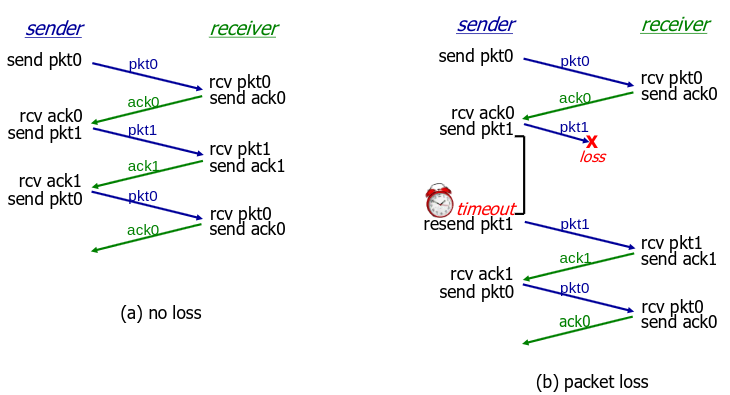 sender
receiver
send pkt0
pkt0
rcv pkt0
send ack0
ack0
rcv ack0
send pkt1
pkt1
rcv pkt1
send ack1
ack1
rcv ack1
send pkt0
pkt0
rcv pkt0
send ack0
ack0
(a) no loss
sender
receiver
send pkt0
pkt0
rcv pkt0
send ack0
ack0
rcv ack0
send pkt1
pkt1
X
loss
timeout
resend pkt1
pkt1
rcv pkt1
send ack1
ack1
rcv ack1
send pkt0
pkt0
rcv pkt0
send ack0
ack0
(b) packet loss